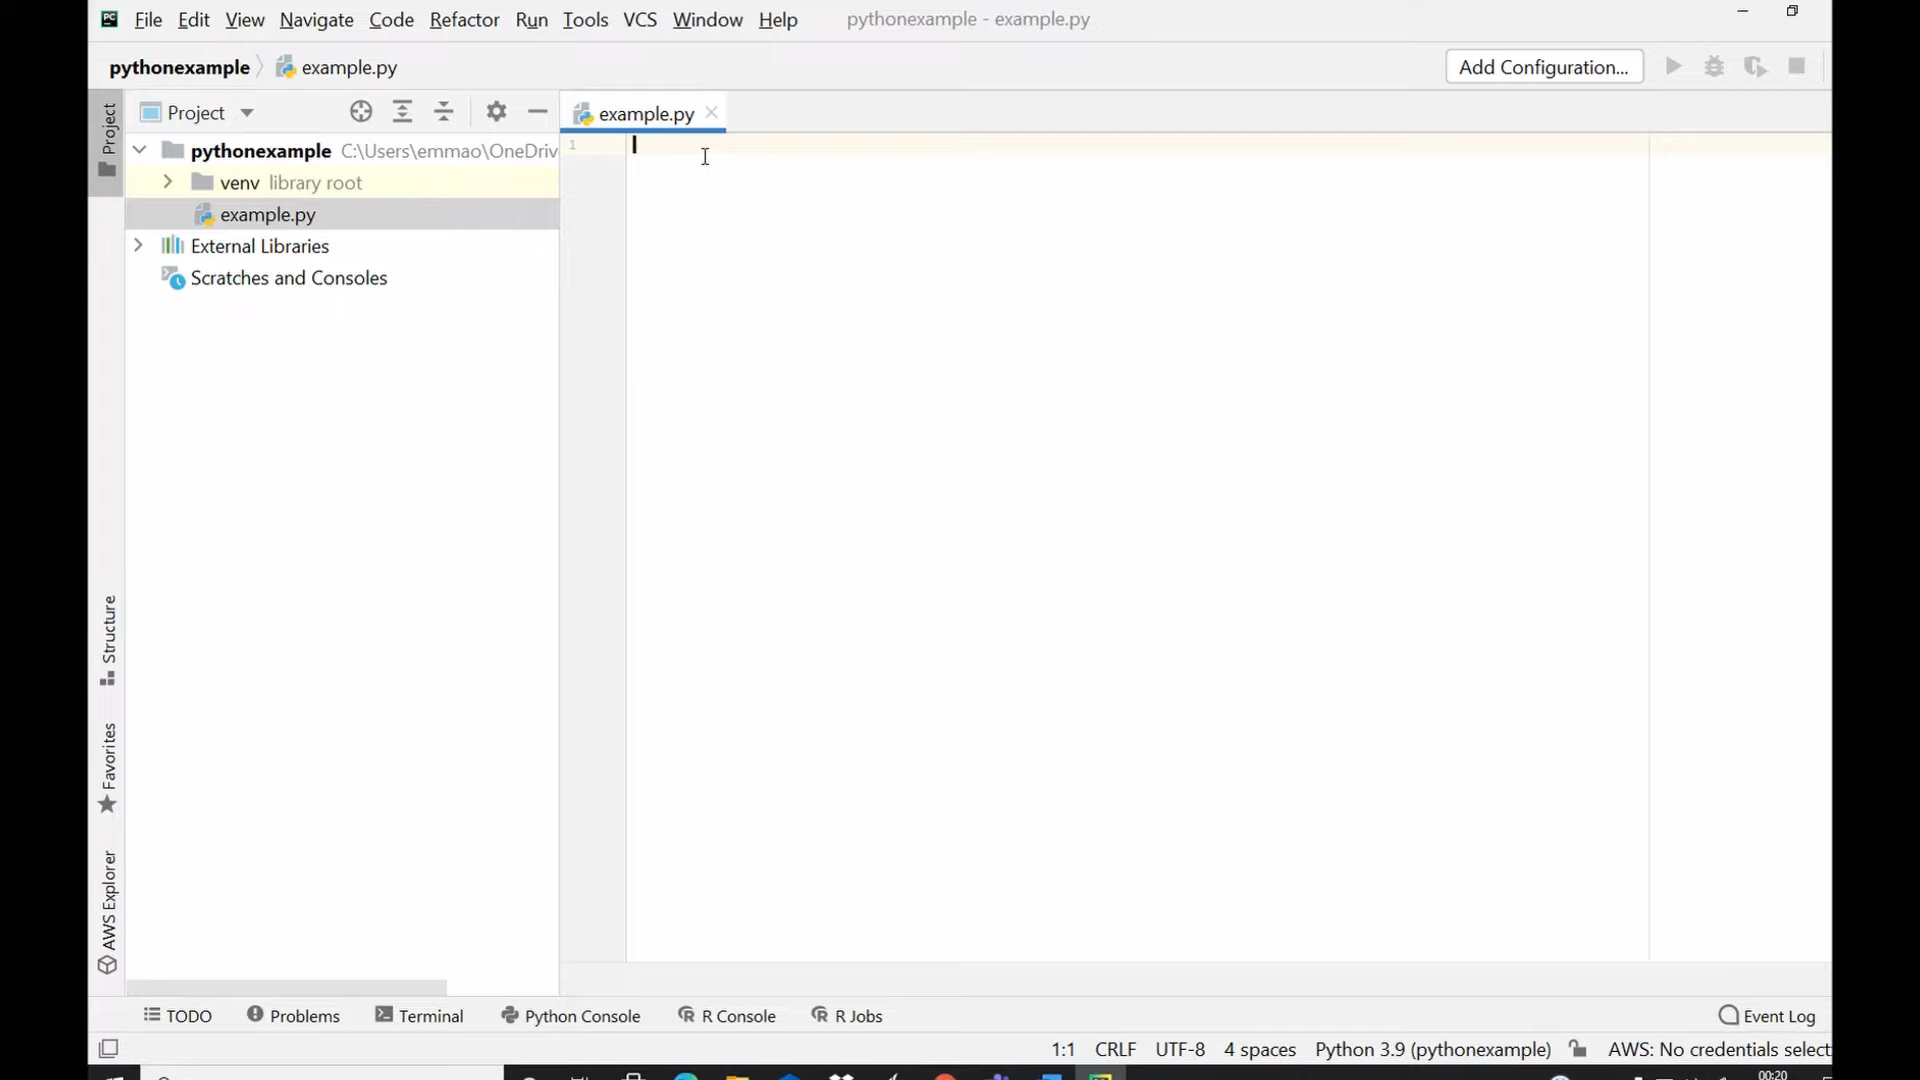 PC File Edit View Navigate Code Refactor Run Tools VCS Window Help pythonexample - example.py
pythonexample example.py Add Configuration...
Project
Project
example.py
pythonexample C:\Users\emmao\OneDriv
1
venv library root
example.py
External Libraries
Scratches and Consoles
Structure
Favorites
AWS Explorer
TODO Problems Terminal Python Console R Console R Jobs Event Log
1:1 CRLF UTF-8 4 spaces Python 3.9 (pythonexample) AWS: No credentials select
00:20